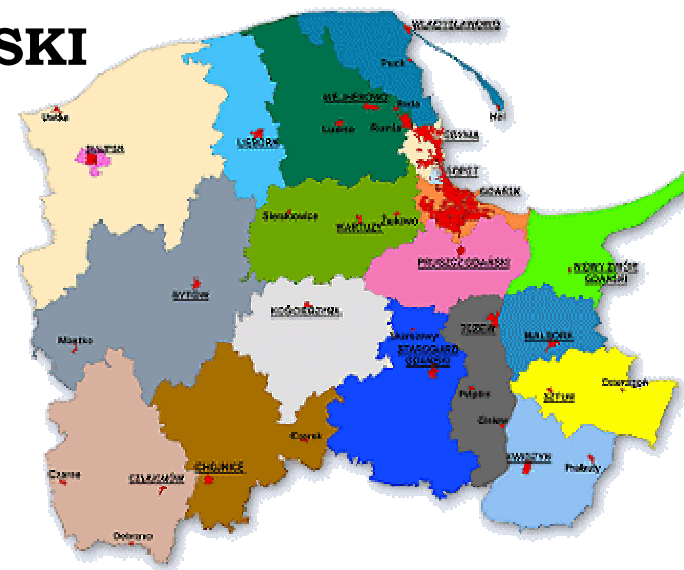 SKI
WŁADYSŁAWOWO
Puck
Hel
WEJHEROWO
Reda
Rumia
Luzino
Ustka
LĘBORK
GDYNIA
SOPOT
GDAŃSK
Sierakowice
KARTUZY
Żukowo
PRUSZCZ GDAŃSKI
NOWY DWÓR
GDAŃSKI
BYTÓW
KOŚCIERZYNA
TCZEW
MALBORK
Miastko
Skarszewy
STAROGARD
GDAŃSKI
Pelplin
Gniew
SZTUM
Dzierzgoń
Czersk
CHOJNICE
Czarne
CZŁUCHÓW
Debrzno
KWIDZYN
Prabuty